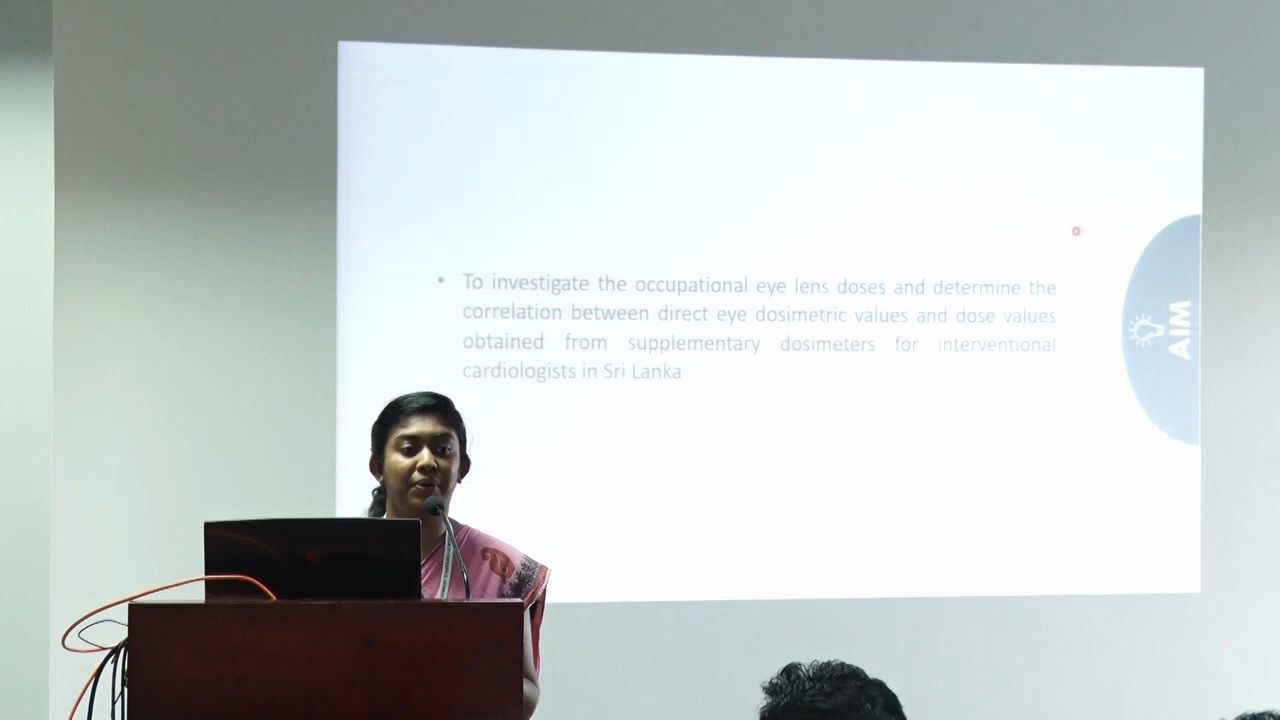 • To investigate the occupational eye lens doses and determine the
correlation between direct eye dosimetric values and dose values
obtained from supplementary dosimeters for interventional
cardiologists in Sri Lanka
AIM